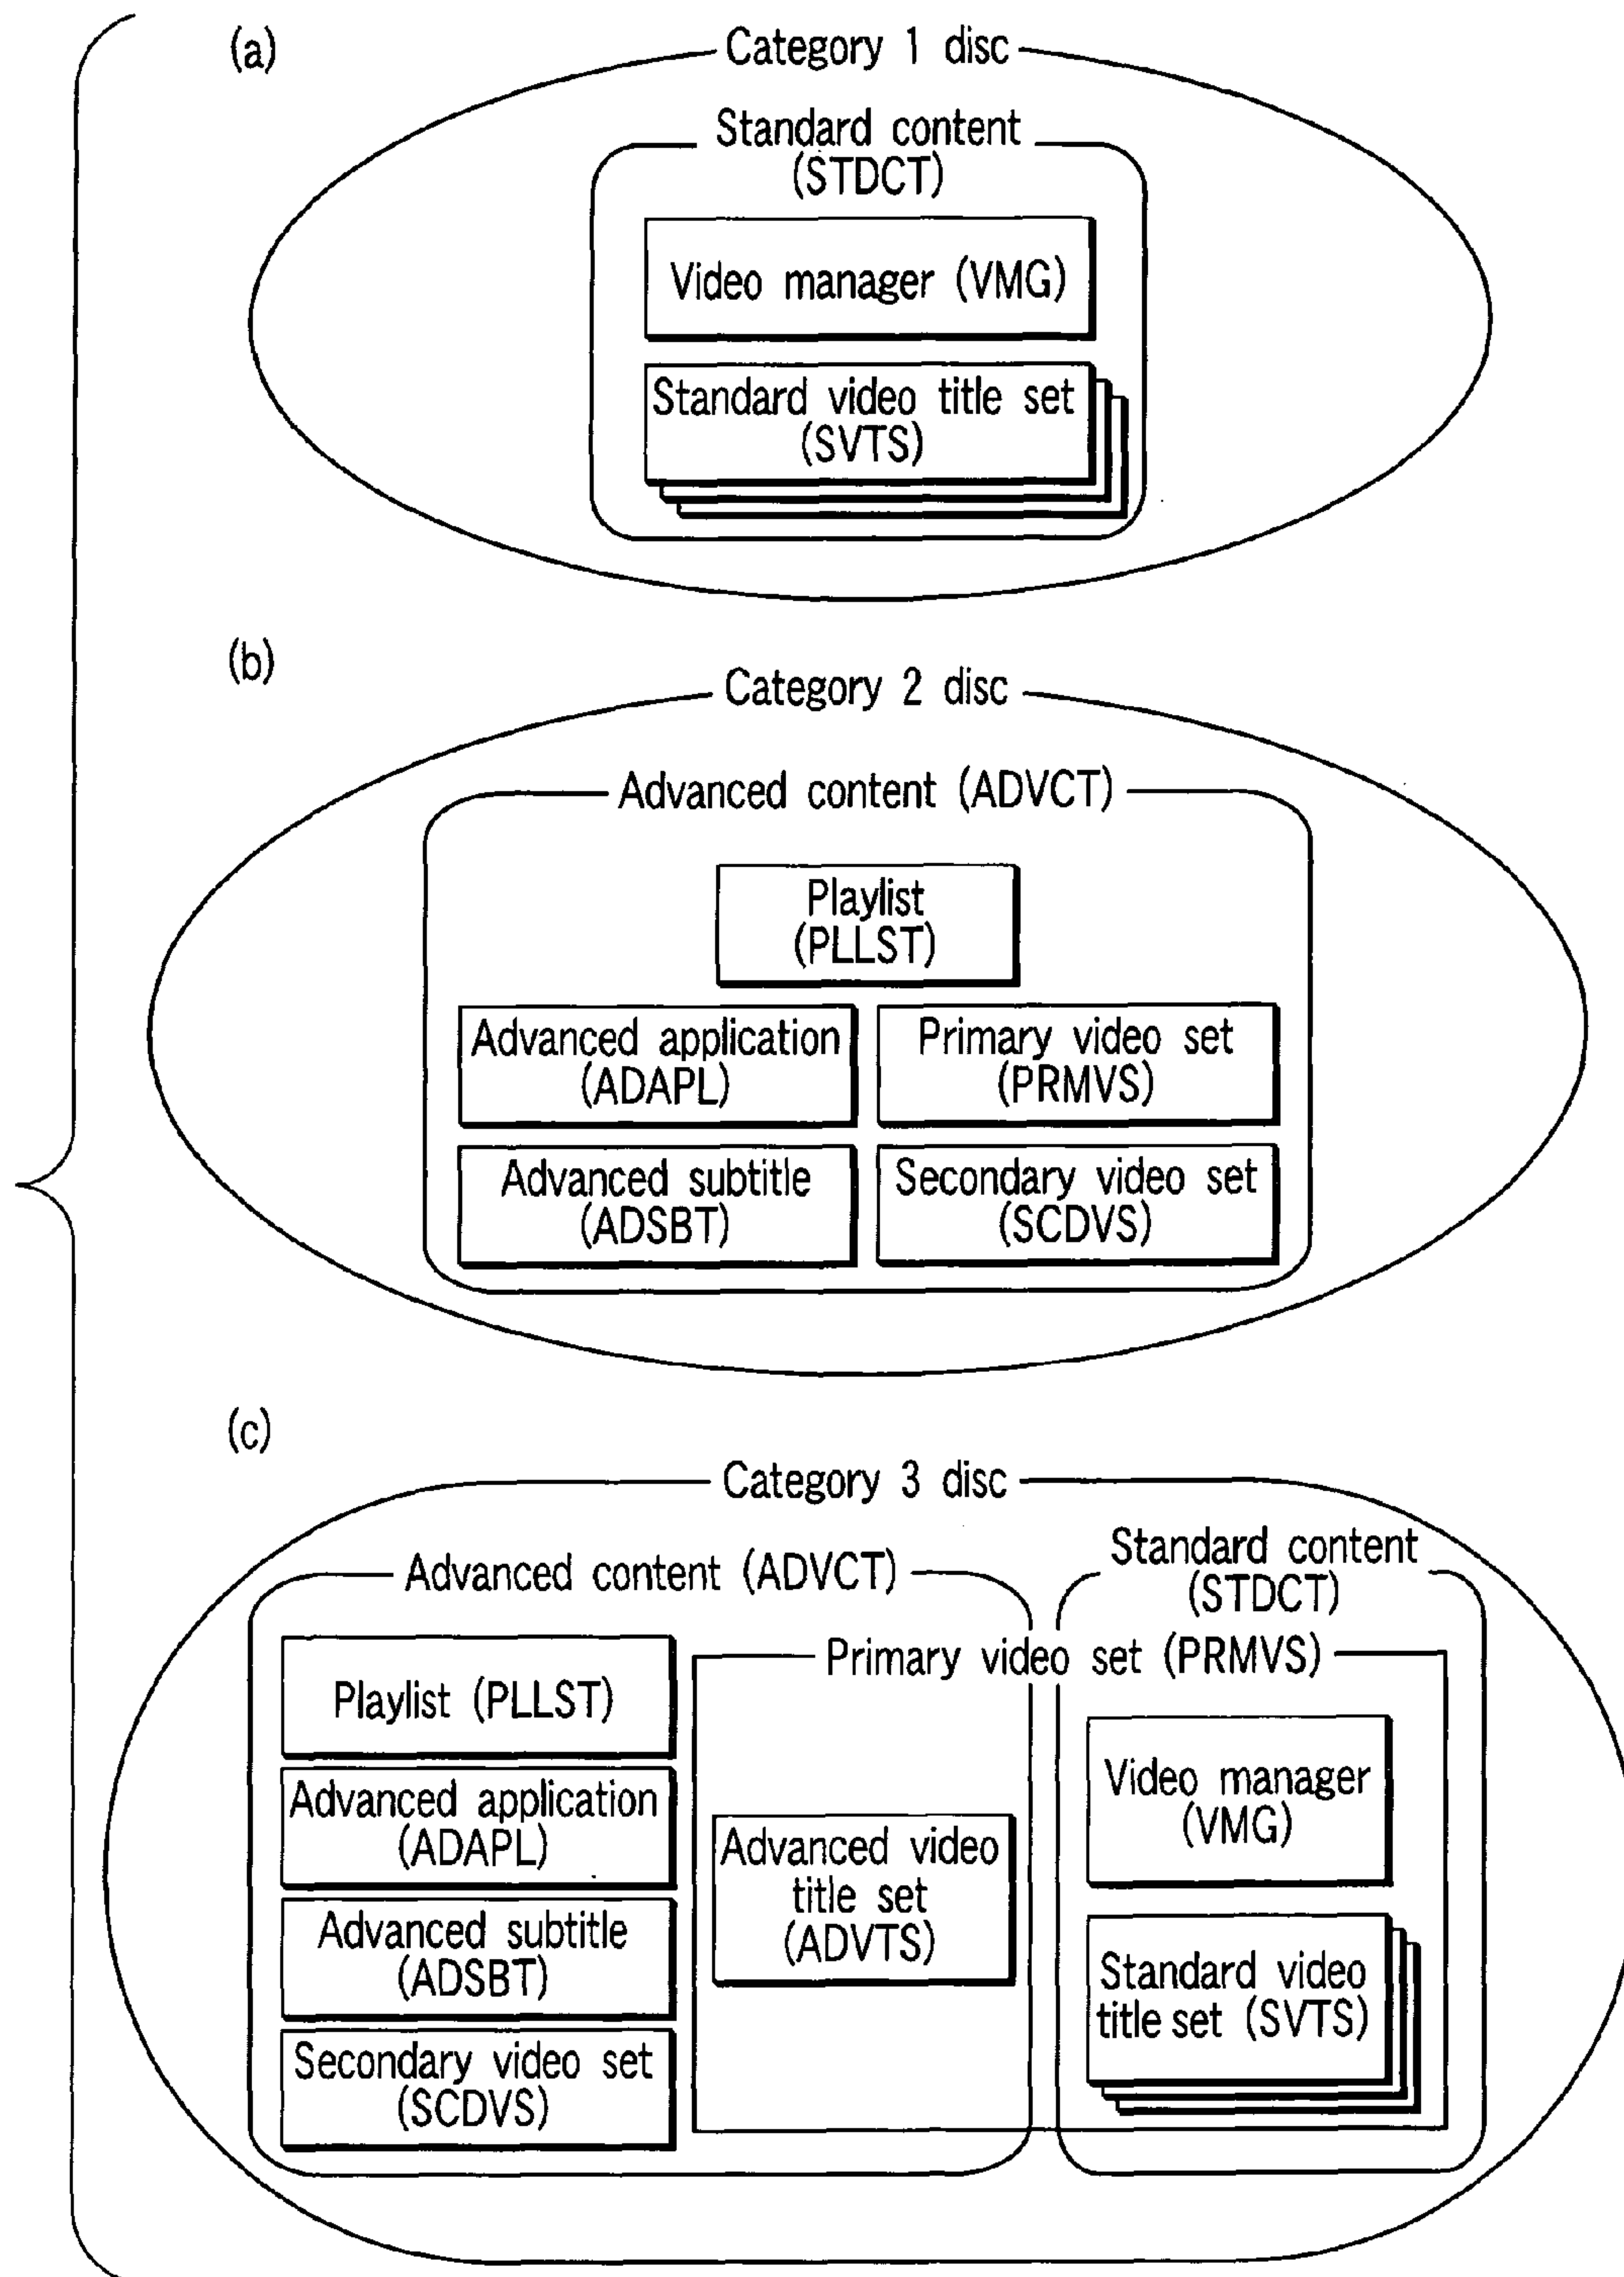 (a)
Category 1 disc
Standard content
(STDCT)
Video manager (VMG)
Standard video title set
(SVTS)
(b)
Category 2 disc
Advanced content (ADVCT)
Playlist
(PLLST)
Advanced application
(ADAPL)
Primary video set
(PRMVS)
Advanced subtitle
(ADSBT)
Secondary video set
(SCDVS)
(c)
Category 3 disc
Advanced content (ADVCT)
Playlist (PLLST)
Advanced application
(ADAPL)
Advanced subtitle
(ADSBT)
Secondary video set
(SCDVS)
Primary video set (PRMVS)
Advanced video
title set
(ADVTS)
Standard content
(STDCT)
Video manager
(VMG)
Standard video
title set (SVTS)